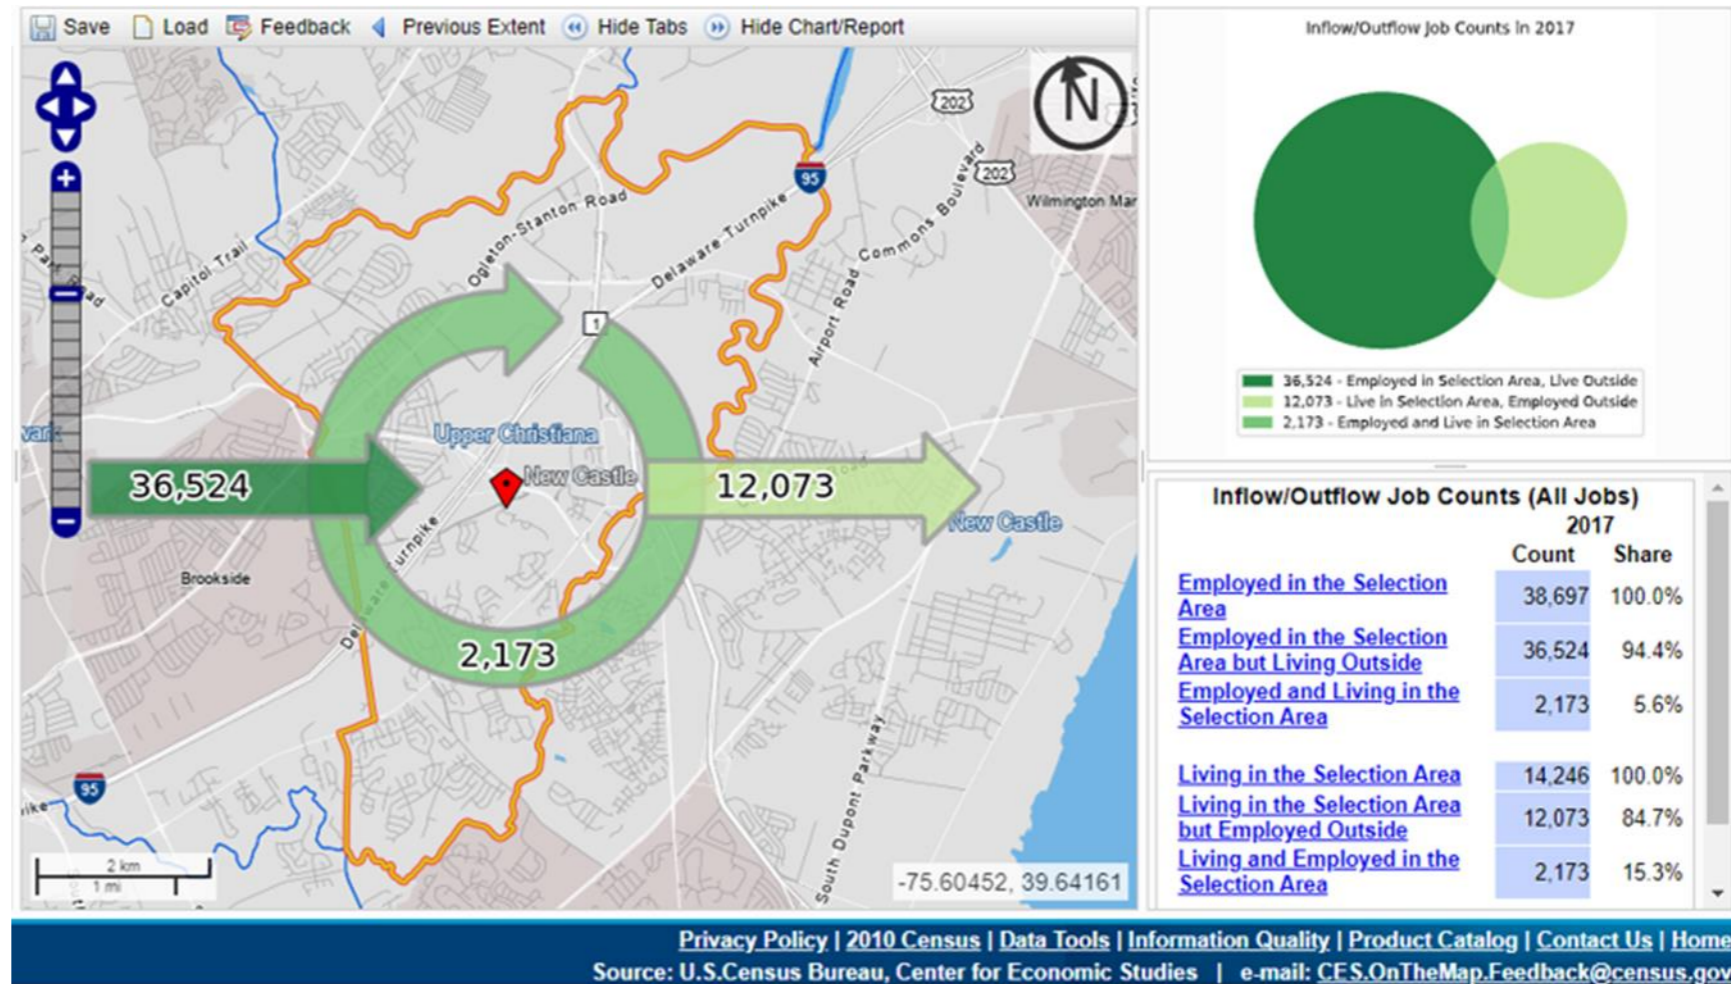 Save Load Feedback Previous Extent Hide Tabs Hide Chart/Report
N
202
202
95
Wilmington Mar
Ogleton-Stanton Road
Delaware Turnpike
Airport Road Commons Boulevard
Capitol Trail
Park Road
1
Upper Christiana
New Castle
36,524
12,073
New Castle
Delaware Turnpike
Brookside
2,173
95
South Dupont Parkway
2 km
1 mi
-75.60452, 39.64161
Inflow/Outflow Job Counts in 2017
36,524 - Employed in Selection Area, Live Outside
12,073 - Live in Selection Area, Employed Outside
2,173 - Employed and Live in Selection Area
Inflow/Outflow Job Counts (All Jobs)
2017
Count Share
Employed in the Selection
Area 38,697 100.0%
Employed in the Selection
Area but Living Outside 36,524 94.4%
Employed and Living in the
Selection Area 2,173 5.6%
Living in the Selection Area 14,246 100.0%
Living in the Selection Area
but Employed Outside 12,073 84.7%
Living and Employed in the
Selection Area 2,173 15.3%
Privacy Policy | 2010 Census | Data Tools | Information Quality | Product Catalog | Contact Us | Home
Source: U.S.Census Bureau, Center for Economic Studies | e-mail: CES.OnTheMap.Feedback@census.gov